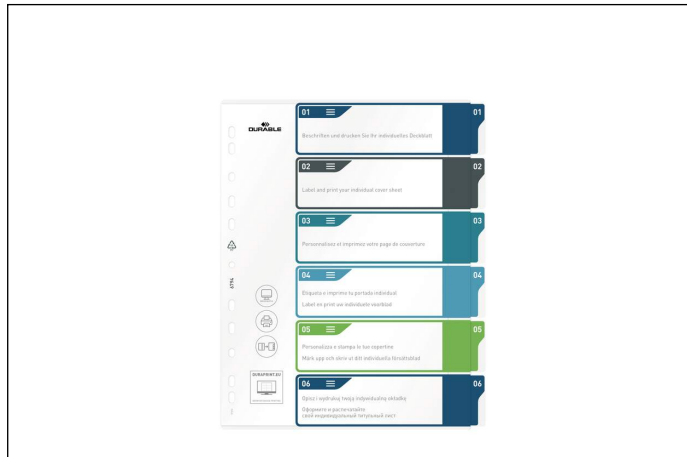 DURABLE
01
01
Beschriften und drucken Sie Ihr individuelles Deckblatt
02
02
Label and print your individual cover sheet
03
03
Personnalisez et imprimez votre page de couverture
04
04
Etiqueta e imprime tu portada individual
Label en print uw individuele voorblad
05
05
Personalizza e stampa le tue copertine
Märk upp och skriv ut ditt individuella försättsblad
06
06
Opisz i wydrukuj twoją indywidualną okładkę
Оформите и распечатайте
свой индивидуальный титульный лист
6754
DURAPRINT.EU